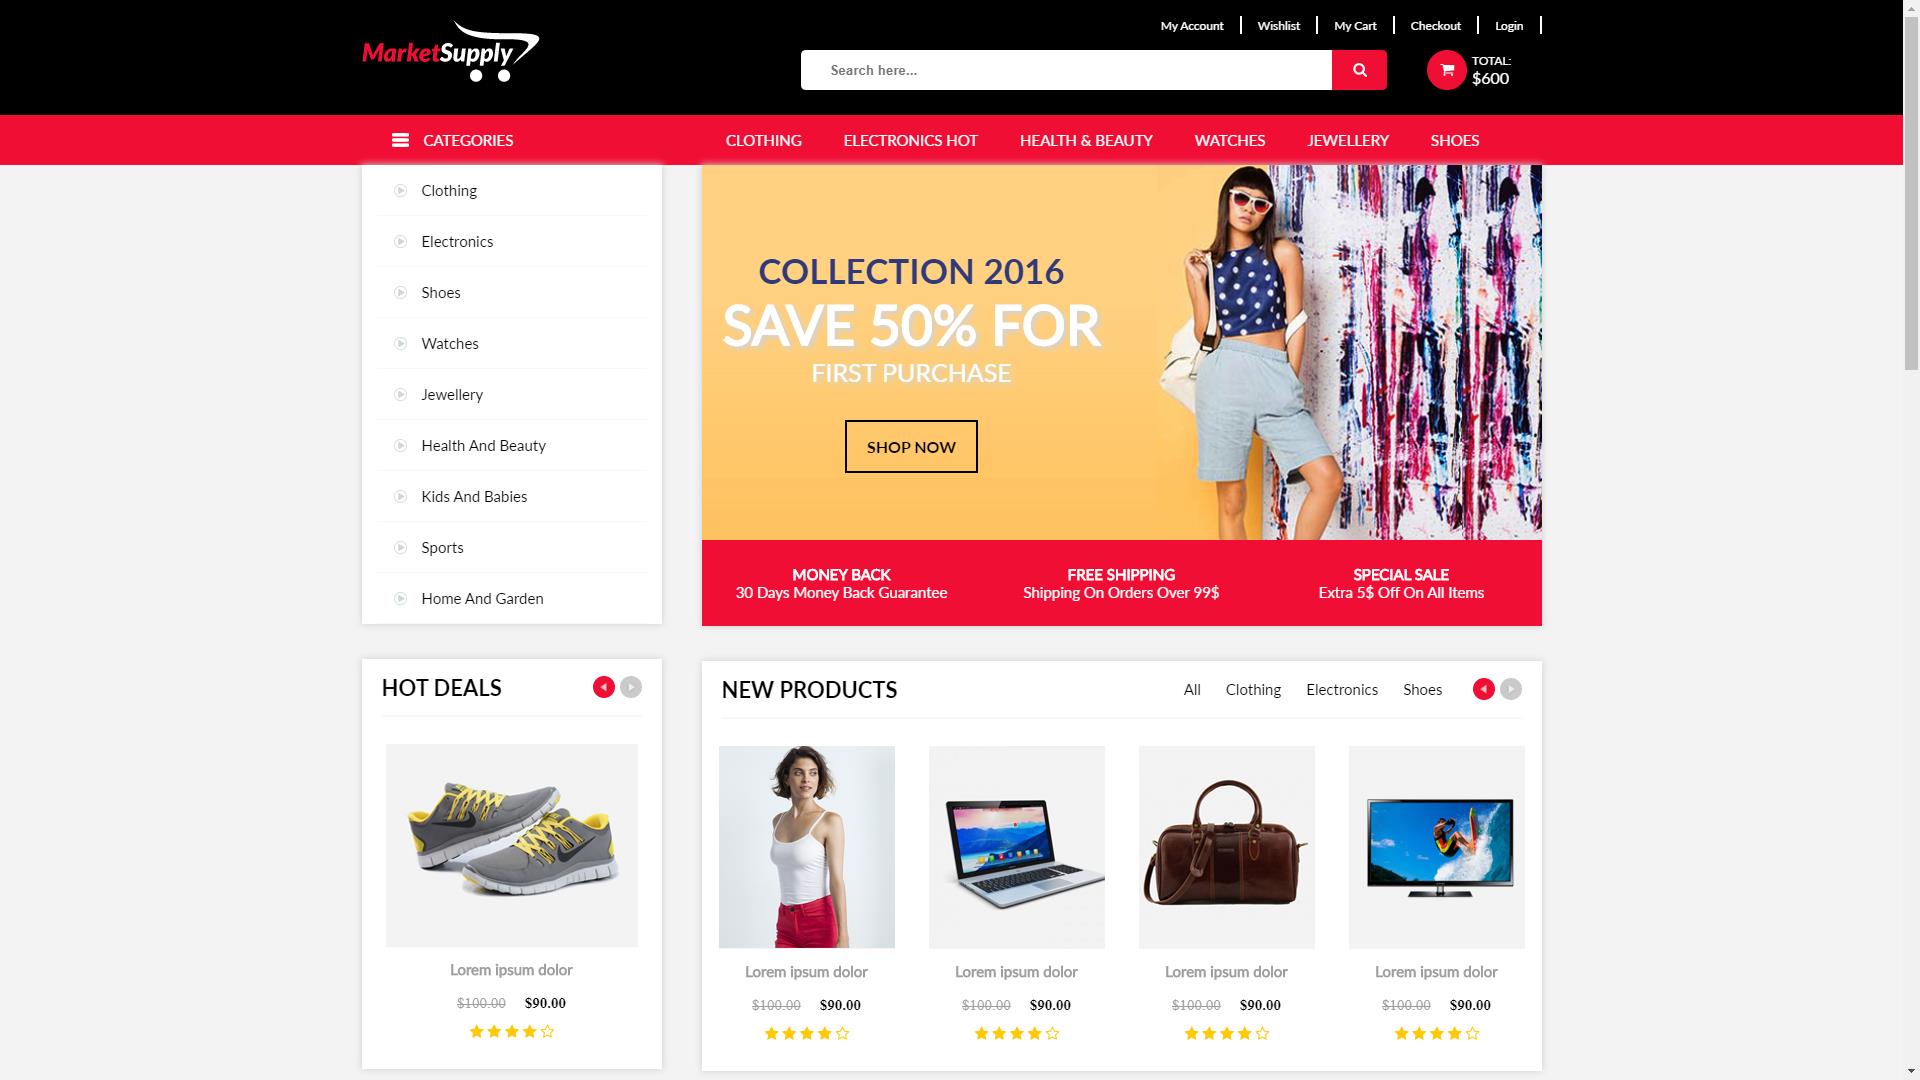 My Account
Wishlist
My Cart
Checkout
Login
MarketSupply
Search here...
TOTAL:
$600
CATEGORIES
CLOTHING
ELECTRONICS HOT
HEALTH & BEAUTY
WATCHES
JEWELLERY
SHOES
Clothing
Electronics
Shoes
Watches
Jewellery
Health And Beauty
Kids And Babies
Sports
Home And Garden
COLLECTION 2016
SAVE 50% FOR
FIRST PURCHASE
SHOP NOW
MONEY BACK
30 Days Money Back Guarantee
FREE SHIPPING
Shipping On Orders Over 99$
SPECIAL SALE
Extra 5$ Off On All Items
HOT DEALS
Lorem ipsum dolor
$100.00 $90.00
NEW PRODUCTS
All
Clothing
Electronics
Shoes
Lorem ipsum dolor
$100.00 $90.00
Lorem ipsum dolor
$100.00 $90.00
Lorem ipsum dolor
$100.00 $90.00
Lorem ipsum dolor
$100.00 $90.00